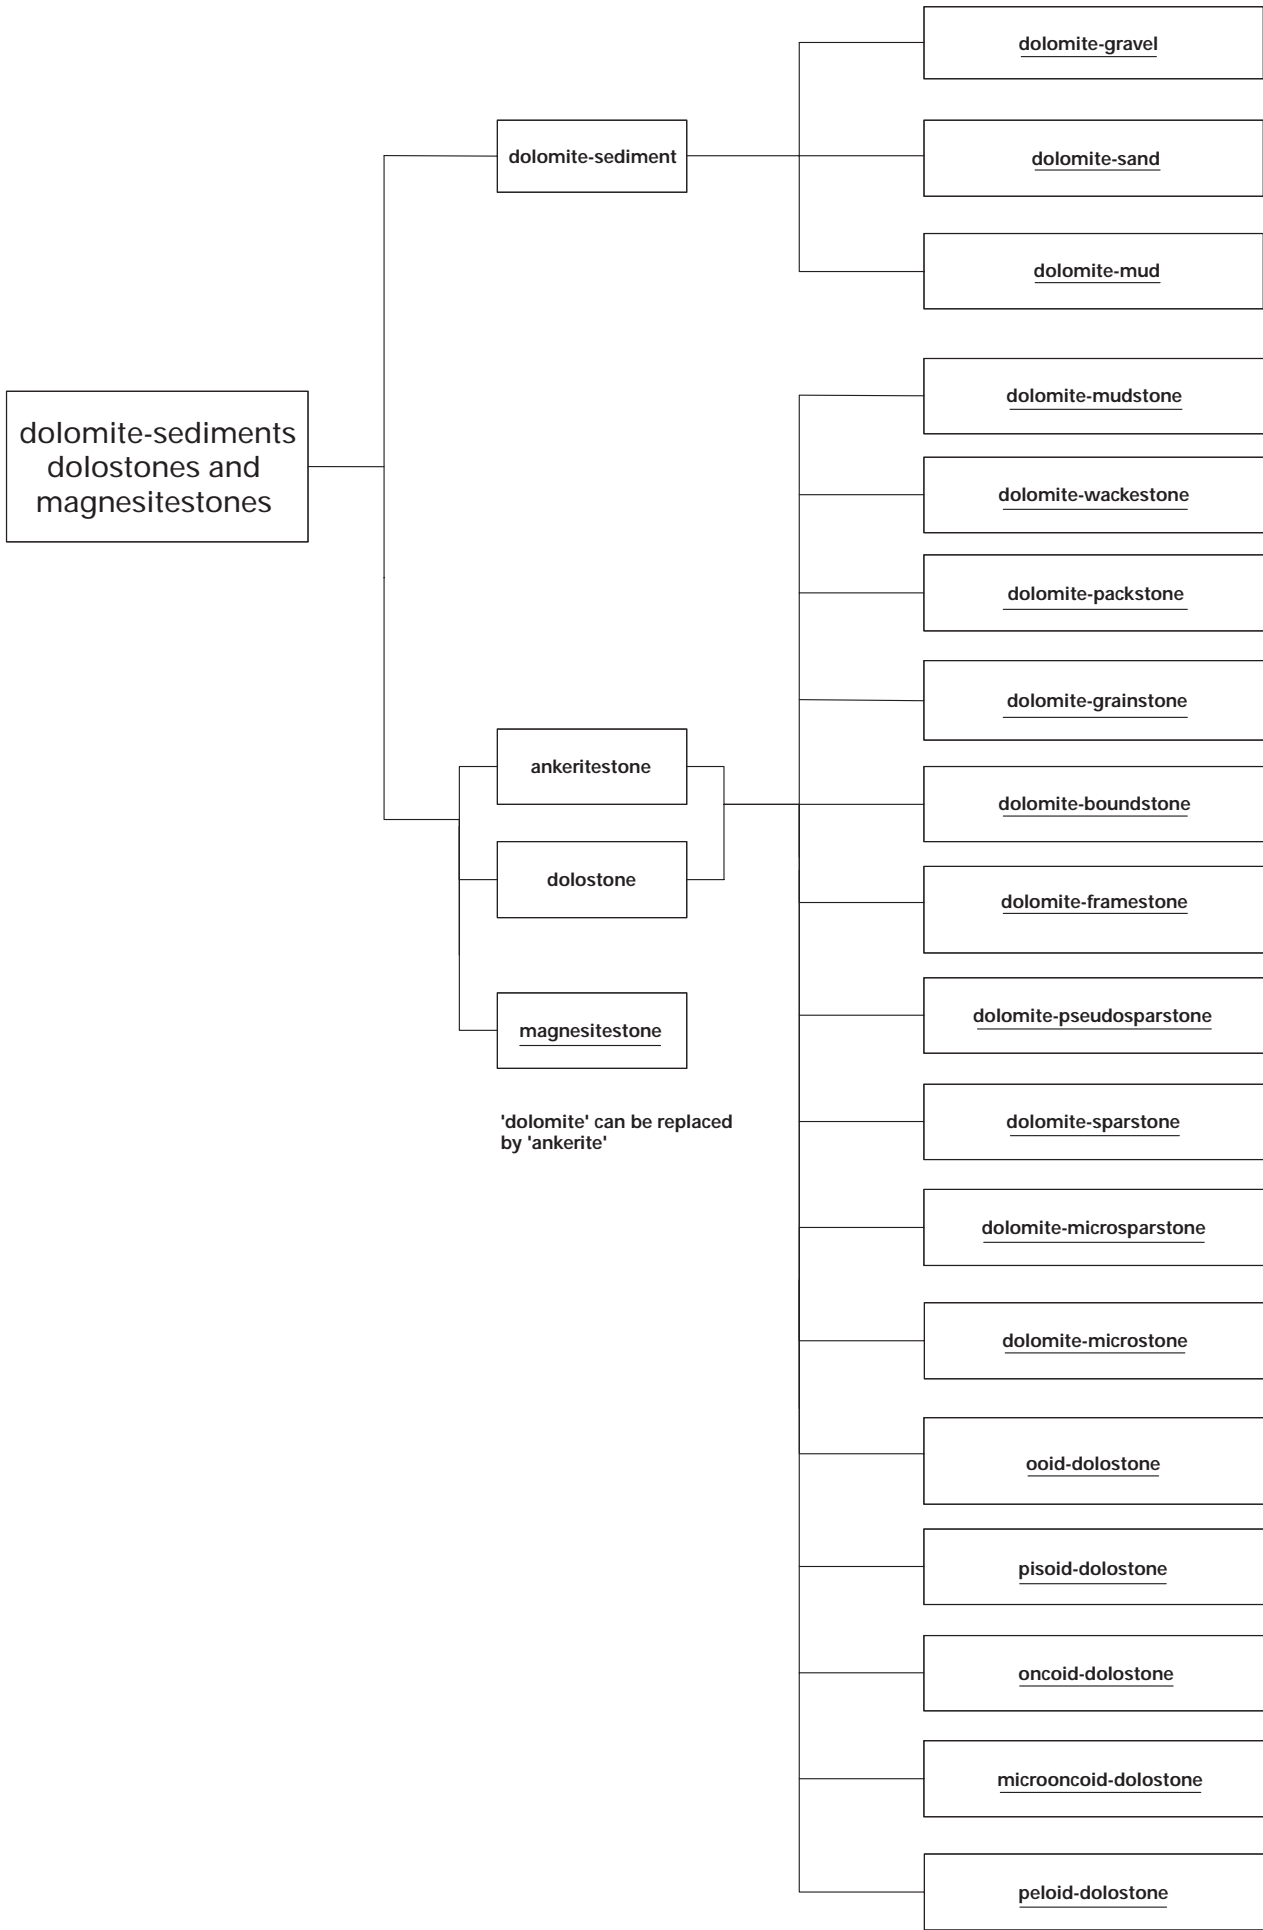 dolomite-gravel
dolomite-sediment
dolomite-sand
dolomite-mud
dolomite-sediments
dolostones and
magnesitestones
dolomite-mudstone
dolomite-wackestone
dolomite-packstone
dolomite-grainstone
ankeritestone
dolomite-boundstone
dolostone
dolomite-framestone
magnesitestone
dolomite-pseudosparstone
'dolomite' can be replaced
by 'ankerite'
dolomite-sparstone
dolomite-microsparstone
dolomite-microstone
ooid-dolostone
pisoid-dolostone
oncoid-dolostone
microoncoid-dolostone
peloid-dolostone